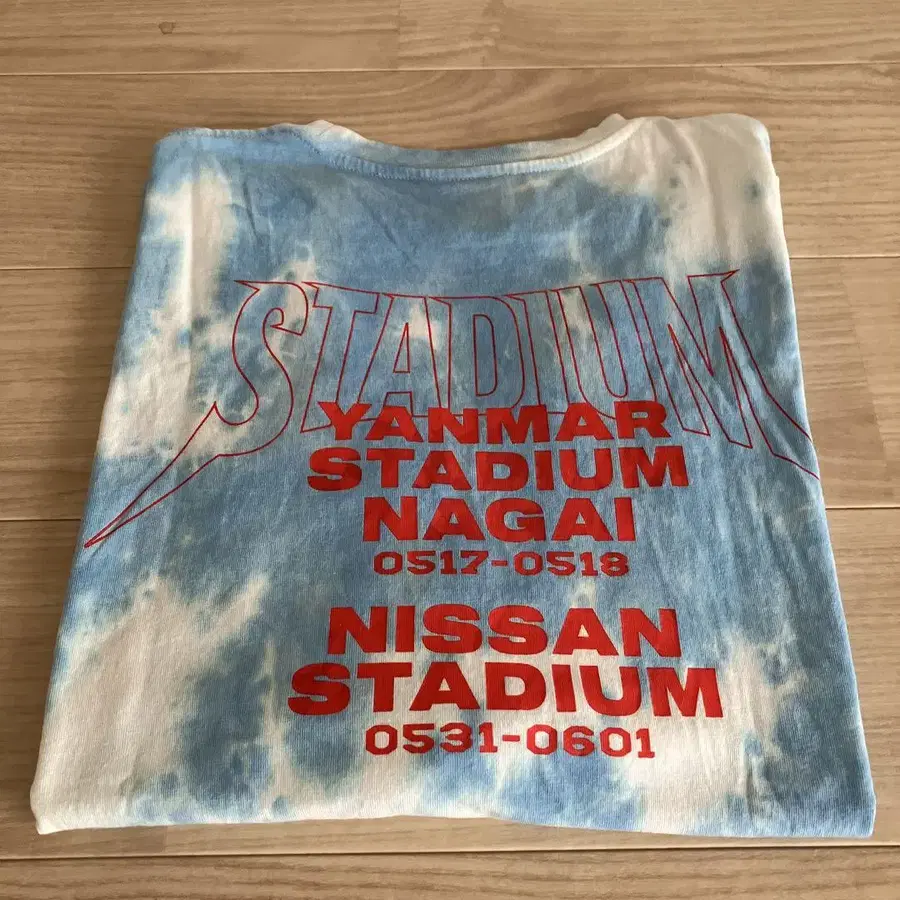 STADIUM
YANMAR
STADIUM
NAGAI
0517-0518
NISSAN
STADIUM
0531-0601